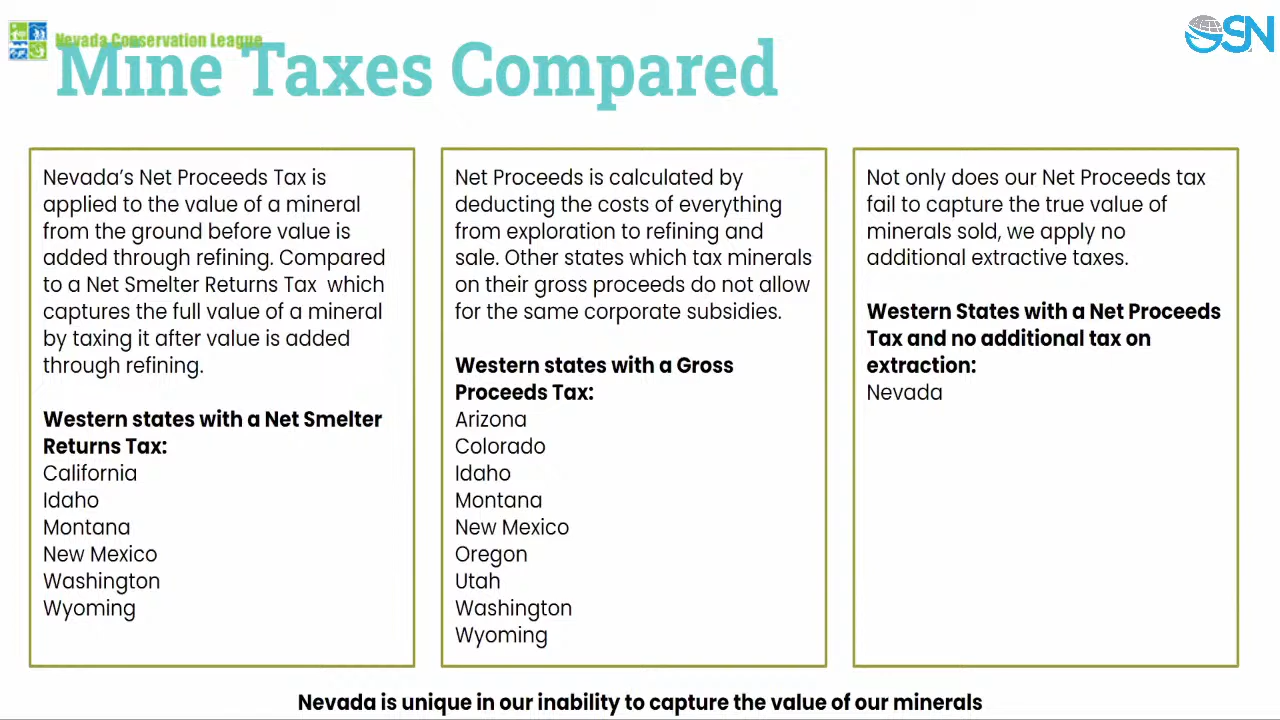 Nevada Conservation League
OSN
Mine Taxes Compared
Nevada’s Net Proceeds Tax is
applied to the value of a mineral
from the ground before value is
added through refining. Compared
to a Net Smelter Returns Tax which
captures the full value of a mineral
by taxing it after value is added
through refining.
Western states with a Net Smelter
Returns Tax:
California
Idaho
Montana
New Mexico
Washington
Wyoming
Net Proceeds is calculated by
deducting the costs of everything
from exploration to refining and
sale. Other states which tax minerals
on their gross proceeds do not allow
for the same corporate subsidies.
Western states with a Gross
Proceeds Tax:
Arizona
Colorado
Idaho
Montana
New Mexico
Oregon
Utah
Washington
Wyoming
Not only does our Net Proceeds tax
fail to capture the true value of
minerals sold, we apply no
additional extractive taxes.
Western States with a Net Proceeds
Tax and no additional tax on
extraction:
Nevada
Nevada is unique in our inability to capture the value of our minerals